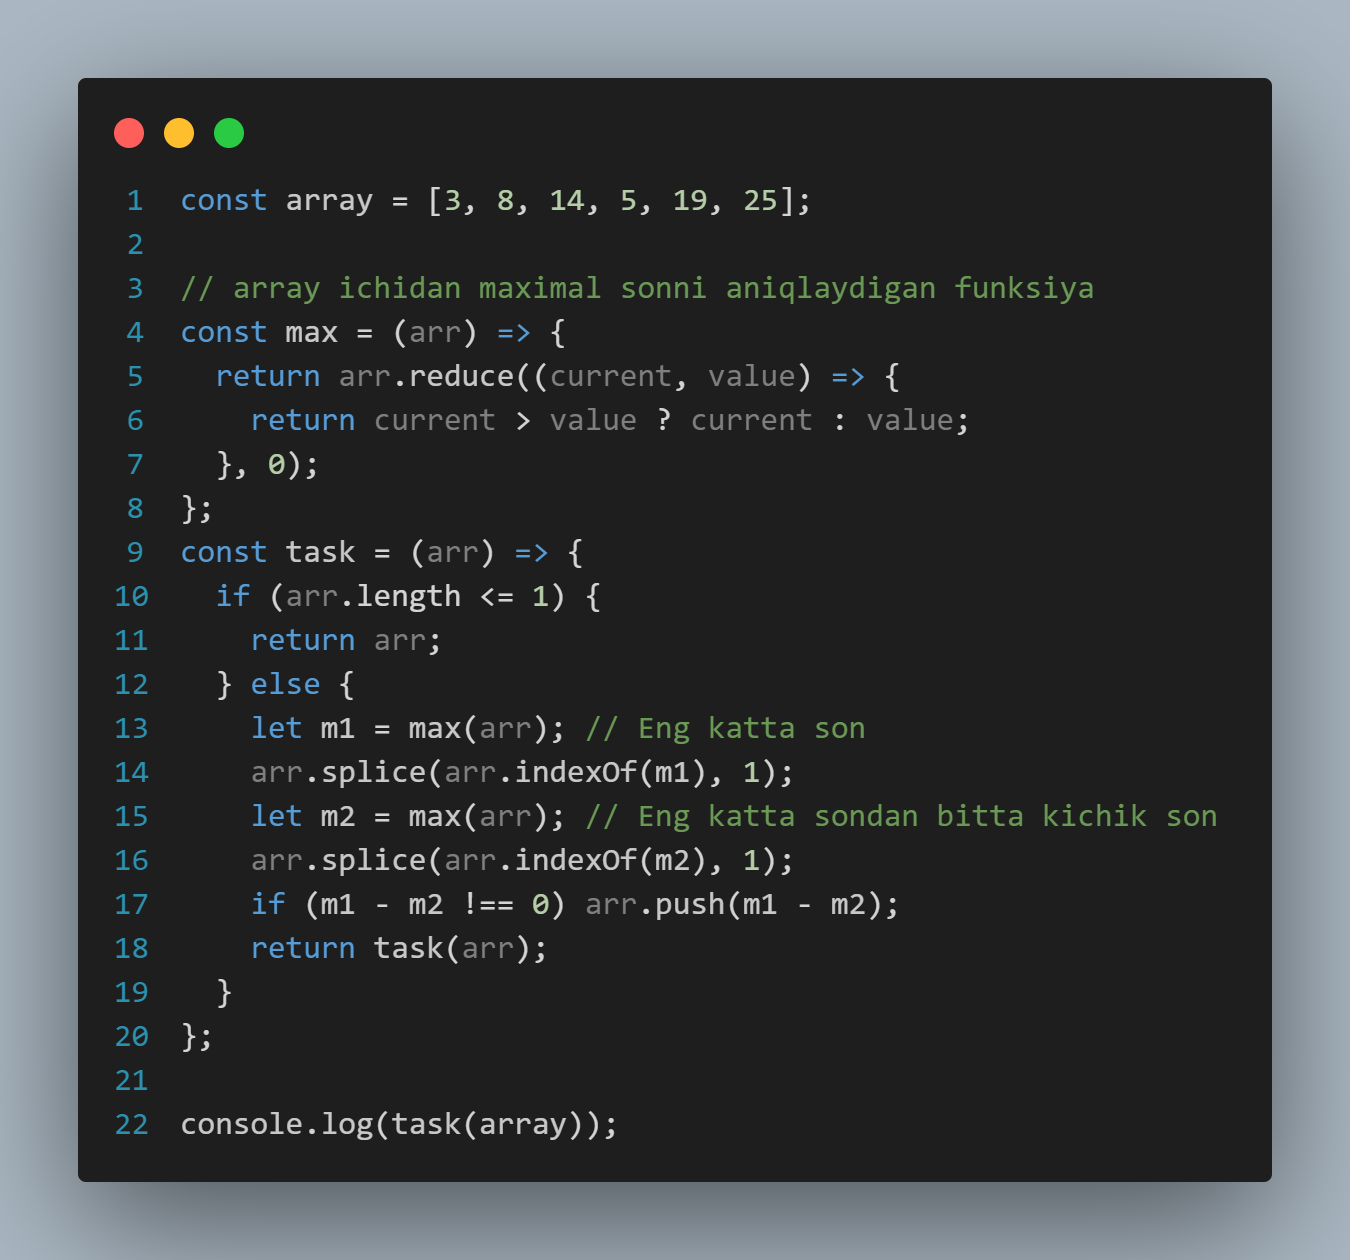 1 const array = [3, 8, 14, 5, 19, 25];
2
3 // array ichidan maximal sonni aniqlaydigan funksiya
4 const max = (arr) => {
5   return arr.reduce((current, value) => {
6     return current > value ? current : value;
7   }, 0);
8 };
9 const task = (arr) => {
10   if (arr.length <= 1) {
11     return arr;
12   } else {
13     let m1 = max(arr); // Eng katta son
14     arr.splice(arr.indexOf(m1), 1);
15     let m2 = max(arr); // Eng katta sondan bitta kichik son
16     arr.splice(arr.indexOf(m2), 1);
17     if (m1 - m2 !== 0) arr.push(m1 - m2);
18     return task(arr);
19   }
20 };
21
22 console.log(task(array));